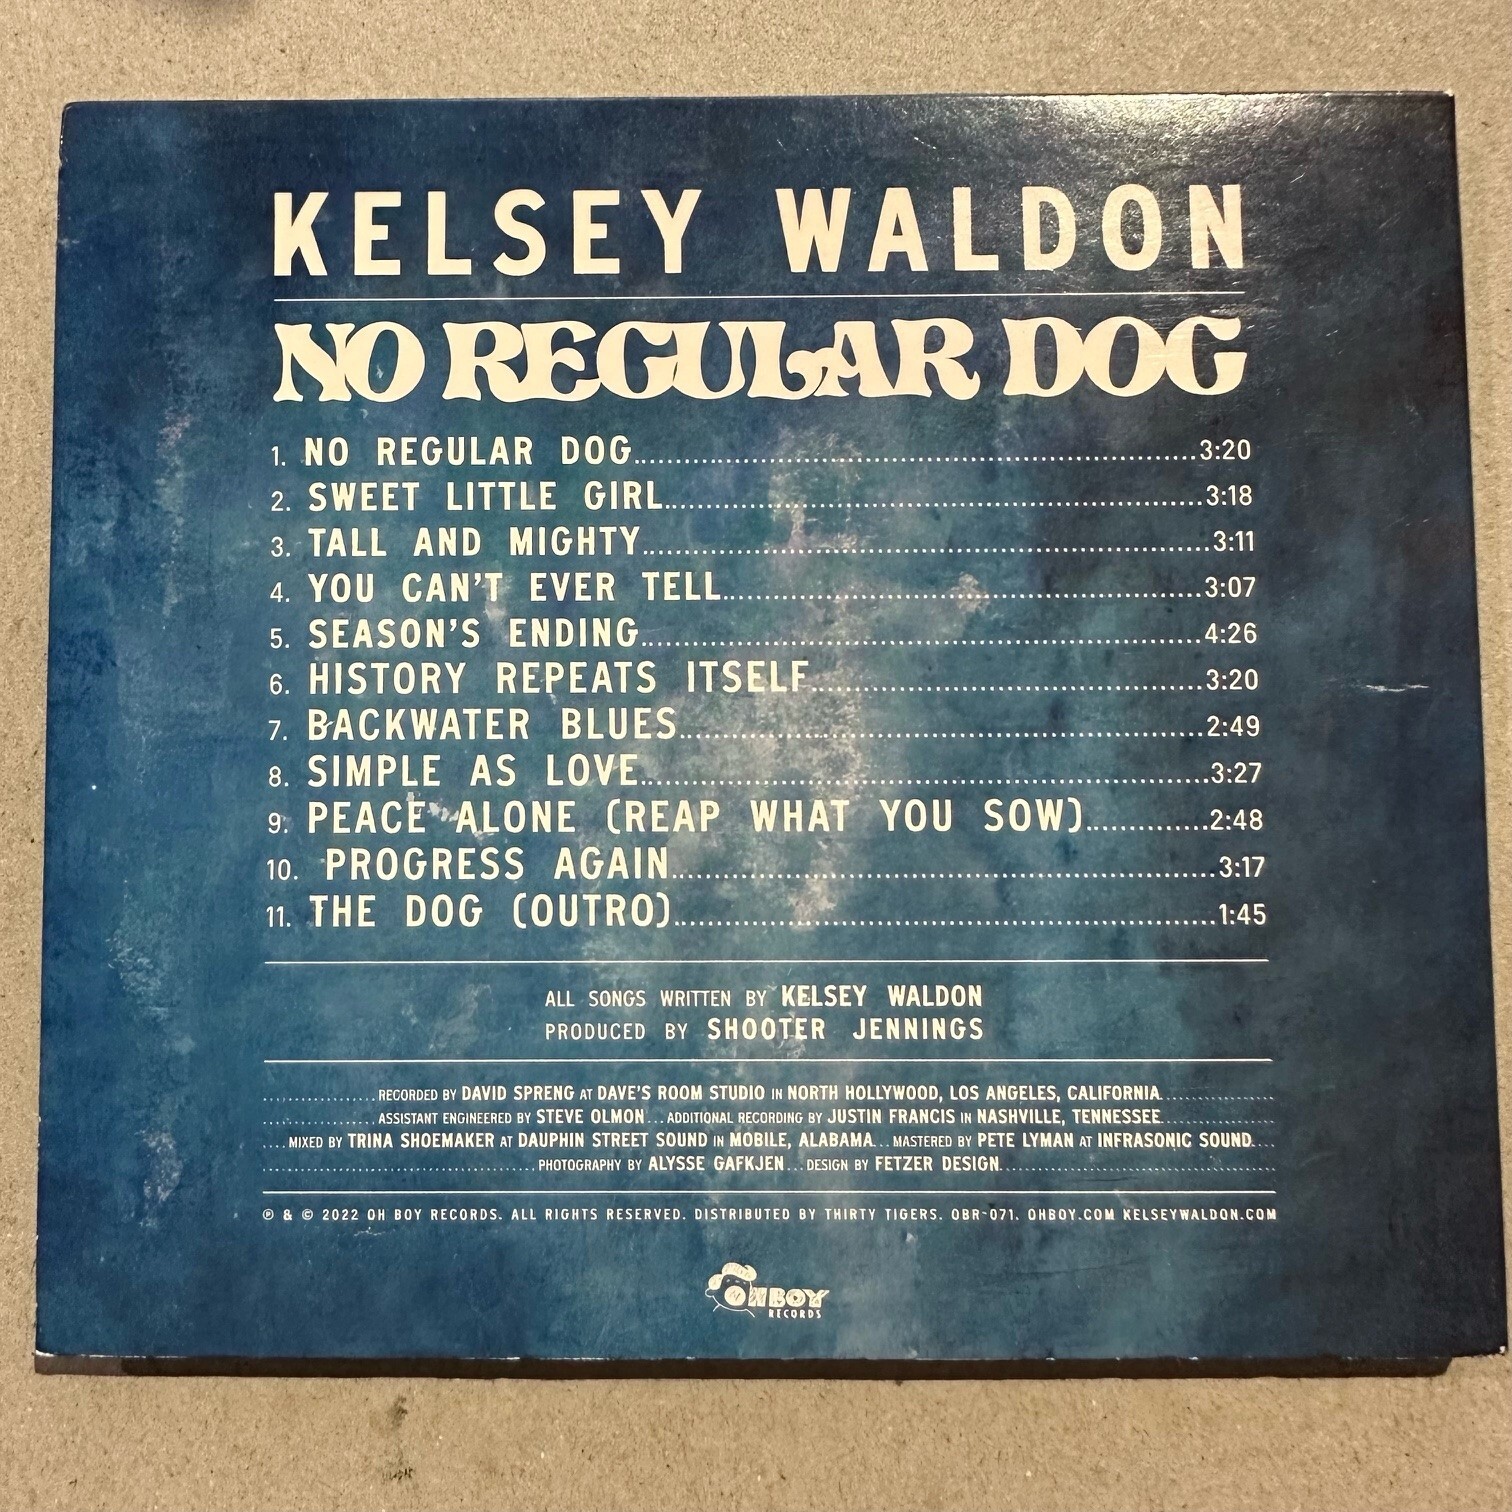 KELSEY WALDON
NO REGULAR DOG
1. NO REGULAR DOG........3:20
2. SWEET LITTLE GIRL........3:18
3. TALL AND MIGHTY........3:11
4. YOU CAN'T EVER TELL........3:07
5. SEASON'S ENDING........4:26
6. HISTORY REPEATS ITSELF........3:20
7. BACKWATER BLUES........2:49
8. SIMPLE AS LOVE........3:27
9. PEACE ALONE (REAP WHAT YOU SOW)........2:48
10. PROGRESS AGAIN........3:17
11. THE DOG (OUTRO)........1:45
ALL SONGS WRITTEN BY KELSEY WALDON
PRODUCED BY SHOOTER JENNINGS
........RECORDED BY DAVID SPRENG AT DAVE'S ROOM STUDIO IN NORTH HOLLYWOOD, LOS ANGELES, CALIFORNIA........
........ASSISTANT ENGINEERED BY STEVE OLMON...ADDITIONAL RECORDING BY JUSTIN FRANCIS IN NASHVILLE, TENNESSEE........
....MIXED BY TRINA SHOEMAKER AT DAUPHIN STREET SOUND IN MOBILE, ALABAMA...MASTERED BY PETE LYMAN AT INFRASONIC SOUND....
........PHOTOGRAPHY BY ALYSSE GAFKJEN...DESIGN BY FETZER DESIGN........
℗ & © 2022 OH BOY RECORDS. ALL RIGHTS RESERVED. DISTRIBUTED BY THIRTY TIGERS. OBR-071. OHBOY.COM KELSEYWALDON.COM
OH BOY
RECORDS